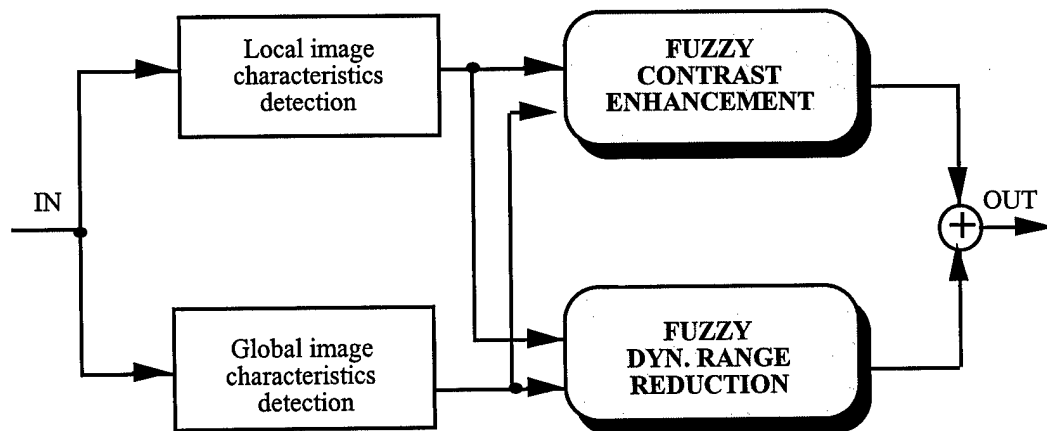 Local image
characteristics
detection
FUZZY
CONTRAST
ENHANCEMENT
IN
OUT
+
Global image
characteristics
detection
FUZZY
DYN. RANGE
REDUCTION